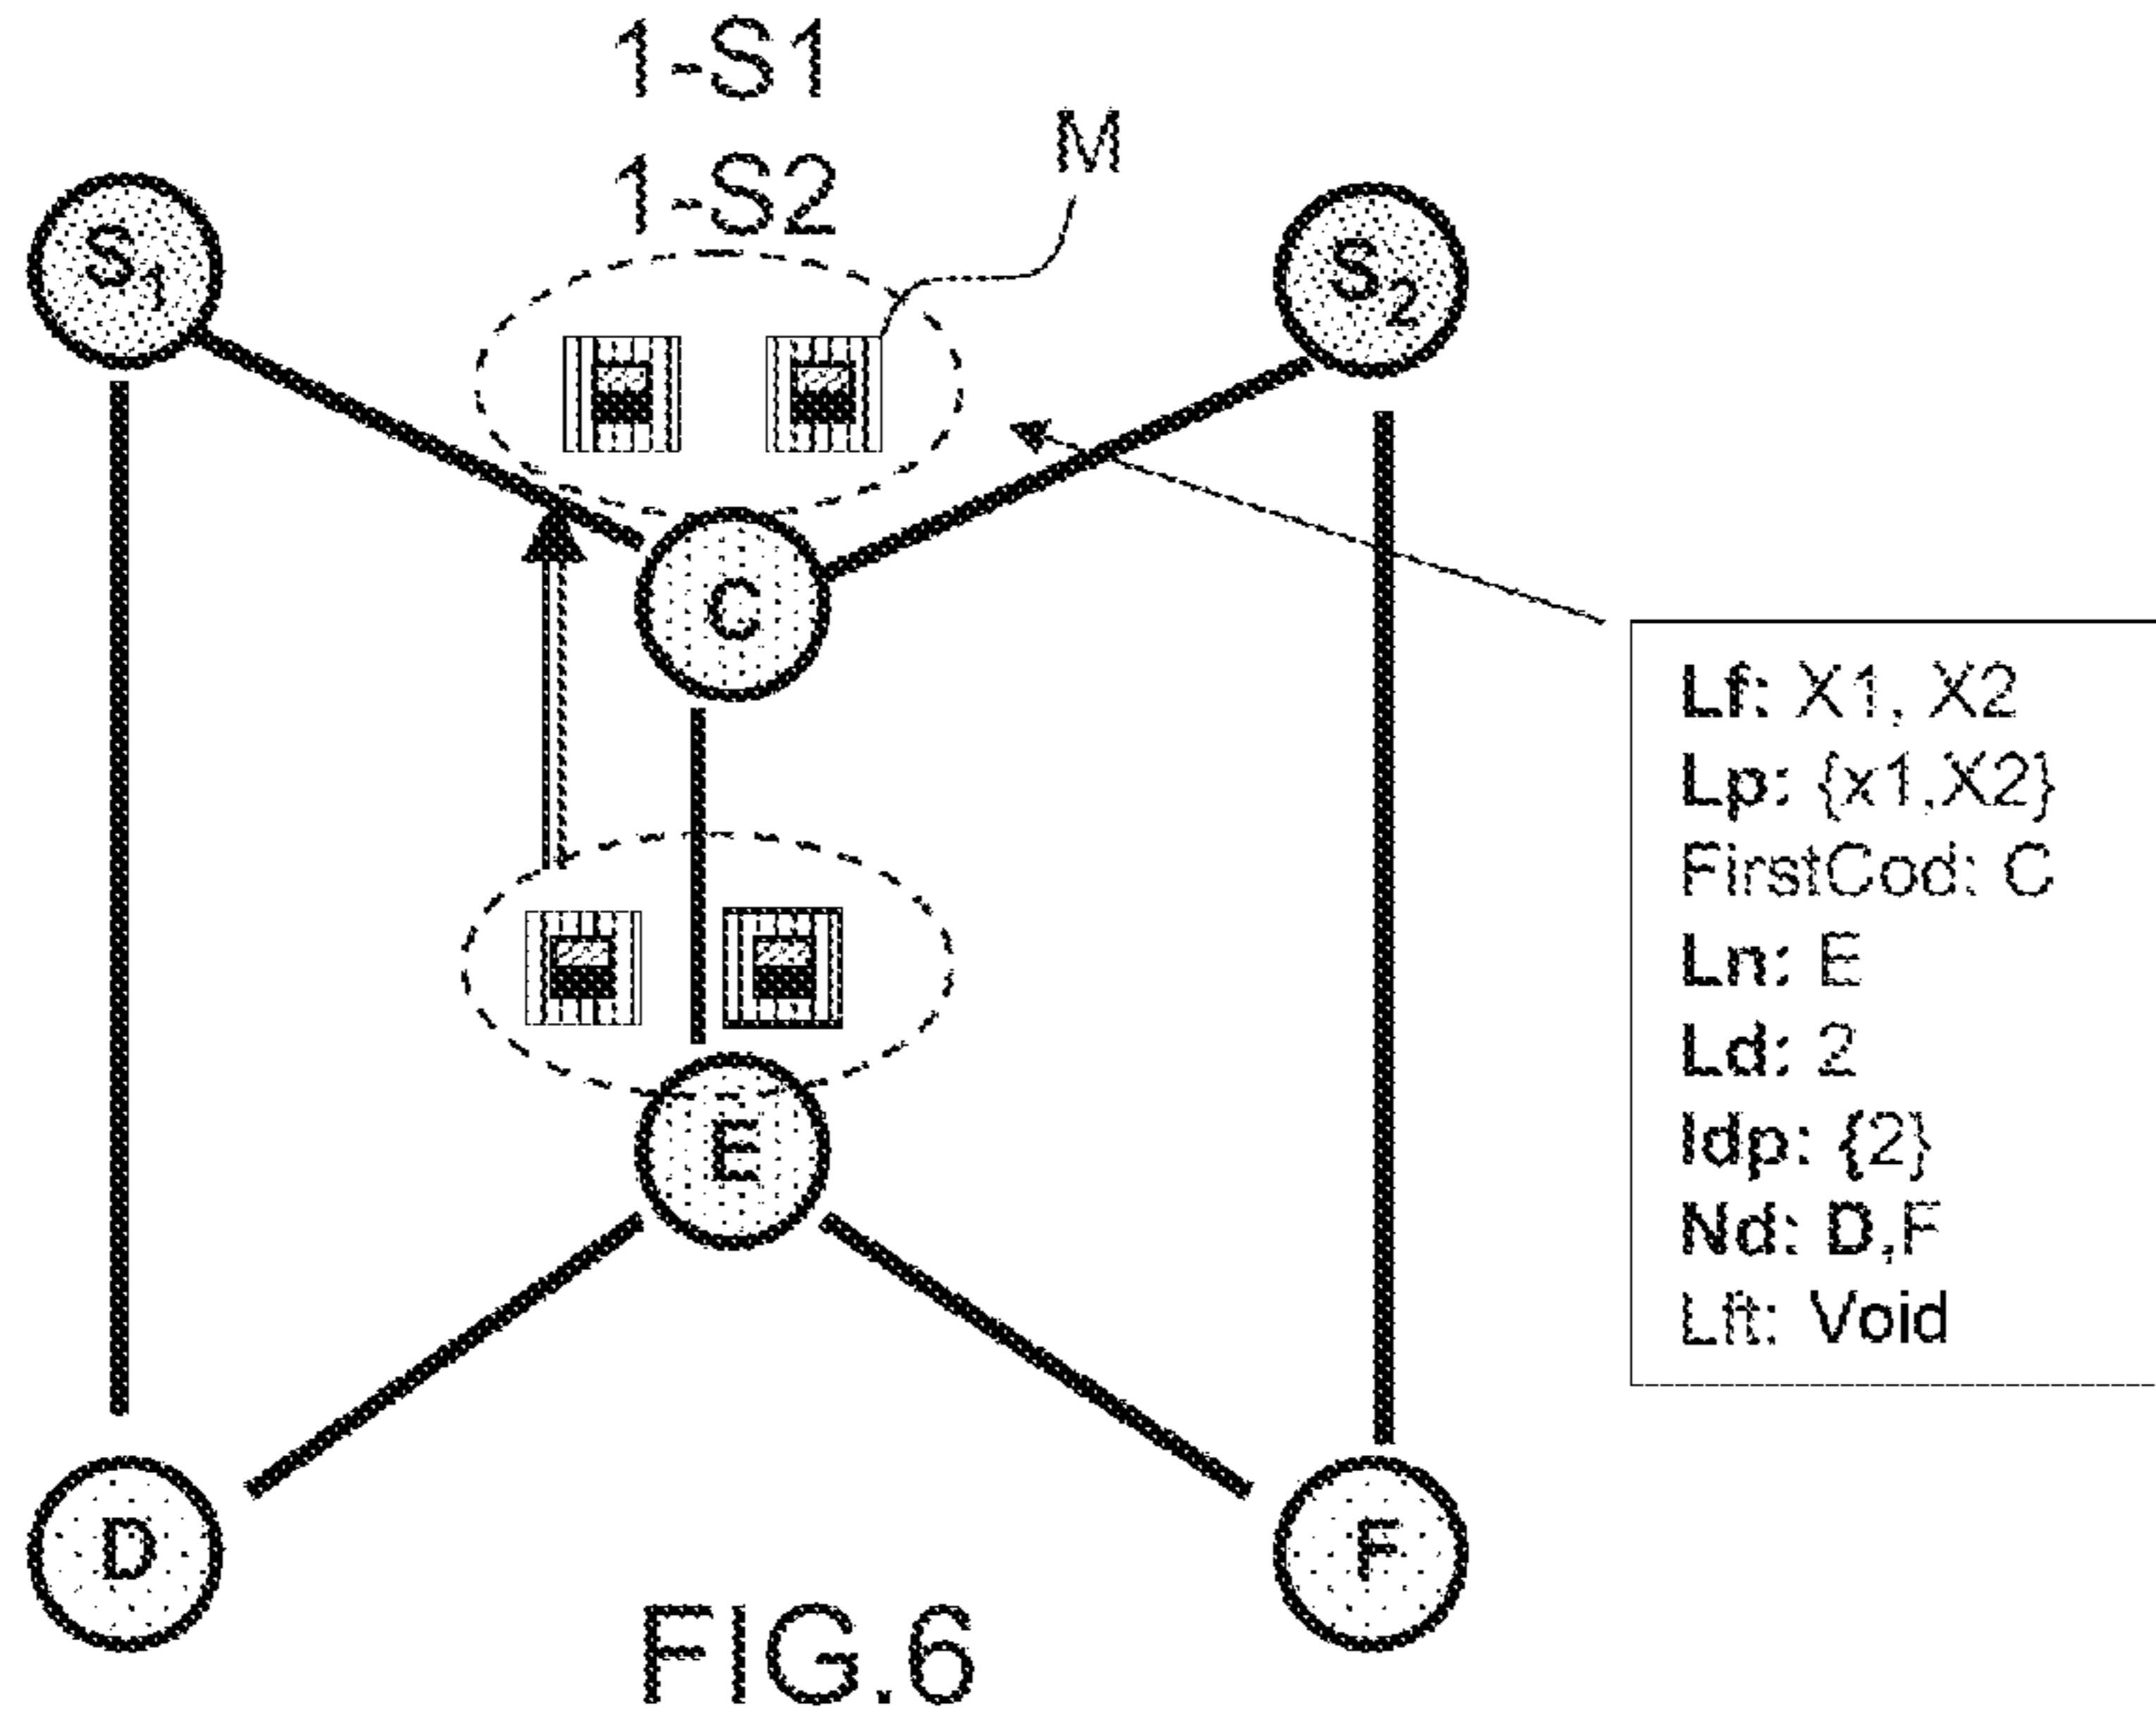 1-S1
1-S2
M
S1
S2
C
Lf: X1, X2
Lp: {x1,X2}
FirstCod: C
Ln: E
Ld: 2
Idp: {2}
Nd: D,F
Lft: Void
E
D
F
FIG.6